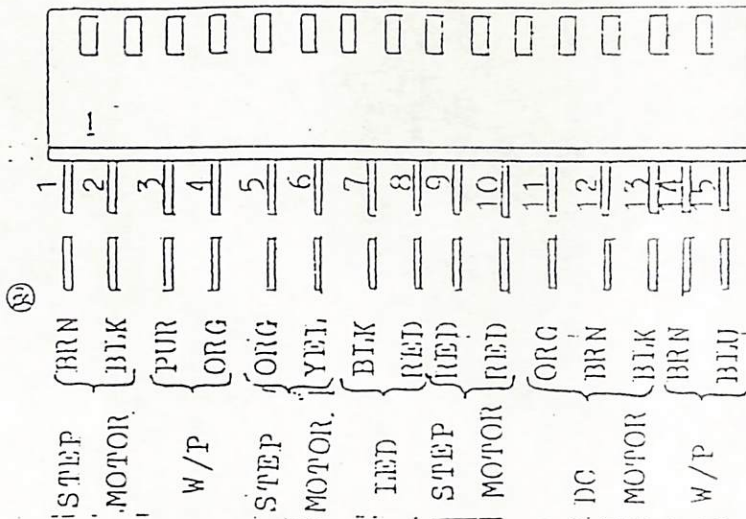 1
1 2 3 4 5 6 7 8 9 10 11 12 13 14 15
BRN BLK PUR ORG ORG YEL BLK RED RED RED ORG BRN BLK BRN BLU
STEP MOTOR W/P STEP MOTOR LED STEP MOTOR DC MOTOR W/P